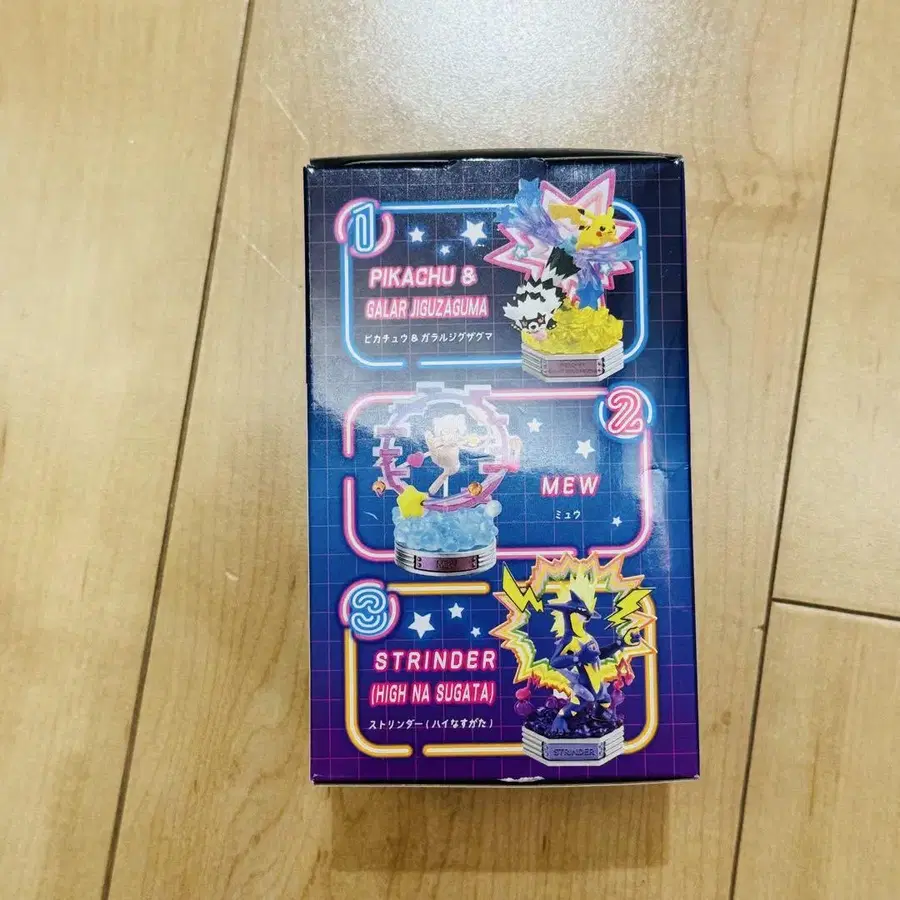 1
PIKACHU &
GALAR JIGUZAGUMA
ピカチュウ & ガラルジグザグマ
2
MEW
ミュウ
3
STRINDER
(HIGH NA SUGATA)
ストリンダー (ハイなすがた)
STRINDER